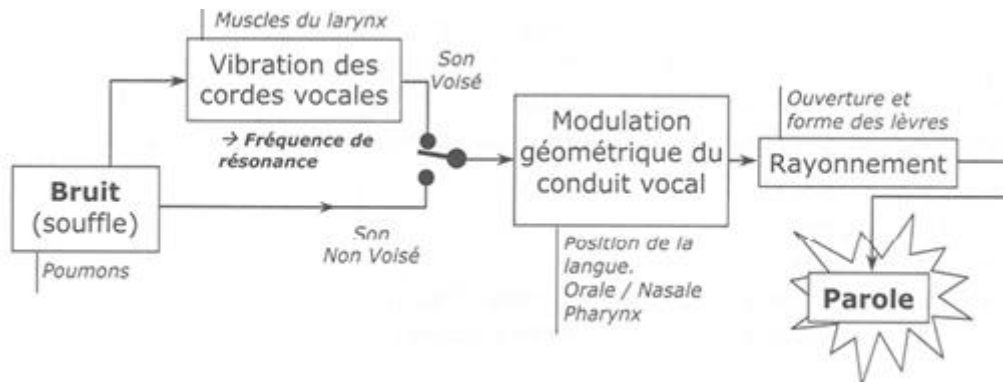 Muscles du larynx
Vibration des
cordes vocales
→ Fréquence de
résonance
Son
Voisé
Bruit
(souffle)
Poumons
Son
Non Voisé
Modulation
géométrique du
conduit vocal
Position de la
langue.
Orale / Nasale
Pharynx
Ouverture et
forme des lèvres
Rayonnement
Parole